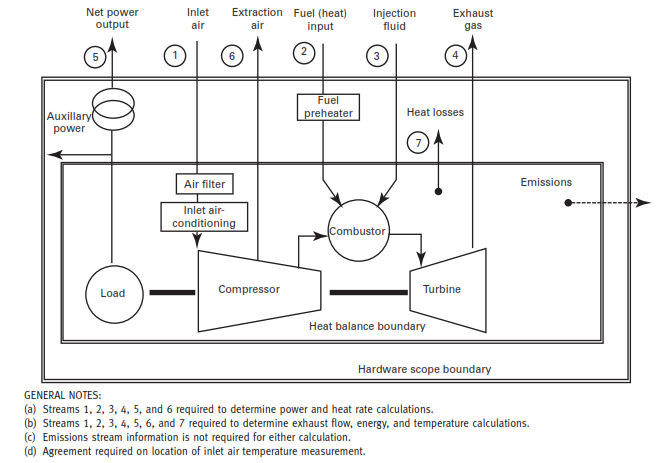 Net power
output
Inlet
air
Extraction
air
Fuel (heat)
input
Injection
fluid
Exhaust
gas
5
1
6
2
3
4
Fuel
preheater
Auxillary
power
Heat losses
7
Air filter
Emissions
Inlet air-
conditioning
Combustor
Load
Compressor
Turbine
Heat balance boundary
Hardware scope boundary
GENERAL NOTES:
(a) Streams 1, 2, 3, 4, 5, and 6 required to determine power and heat rate calculations.
(b) Streams 1, 2, 3, 4, 5, 6, and 7 required to determine exhaust flow, energy, and temperature calculations.
(c) Emissions stream information is not required for either calculation.
(d) Agreement required on location of inlet air temperature measurement.